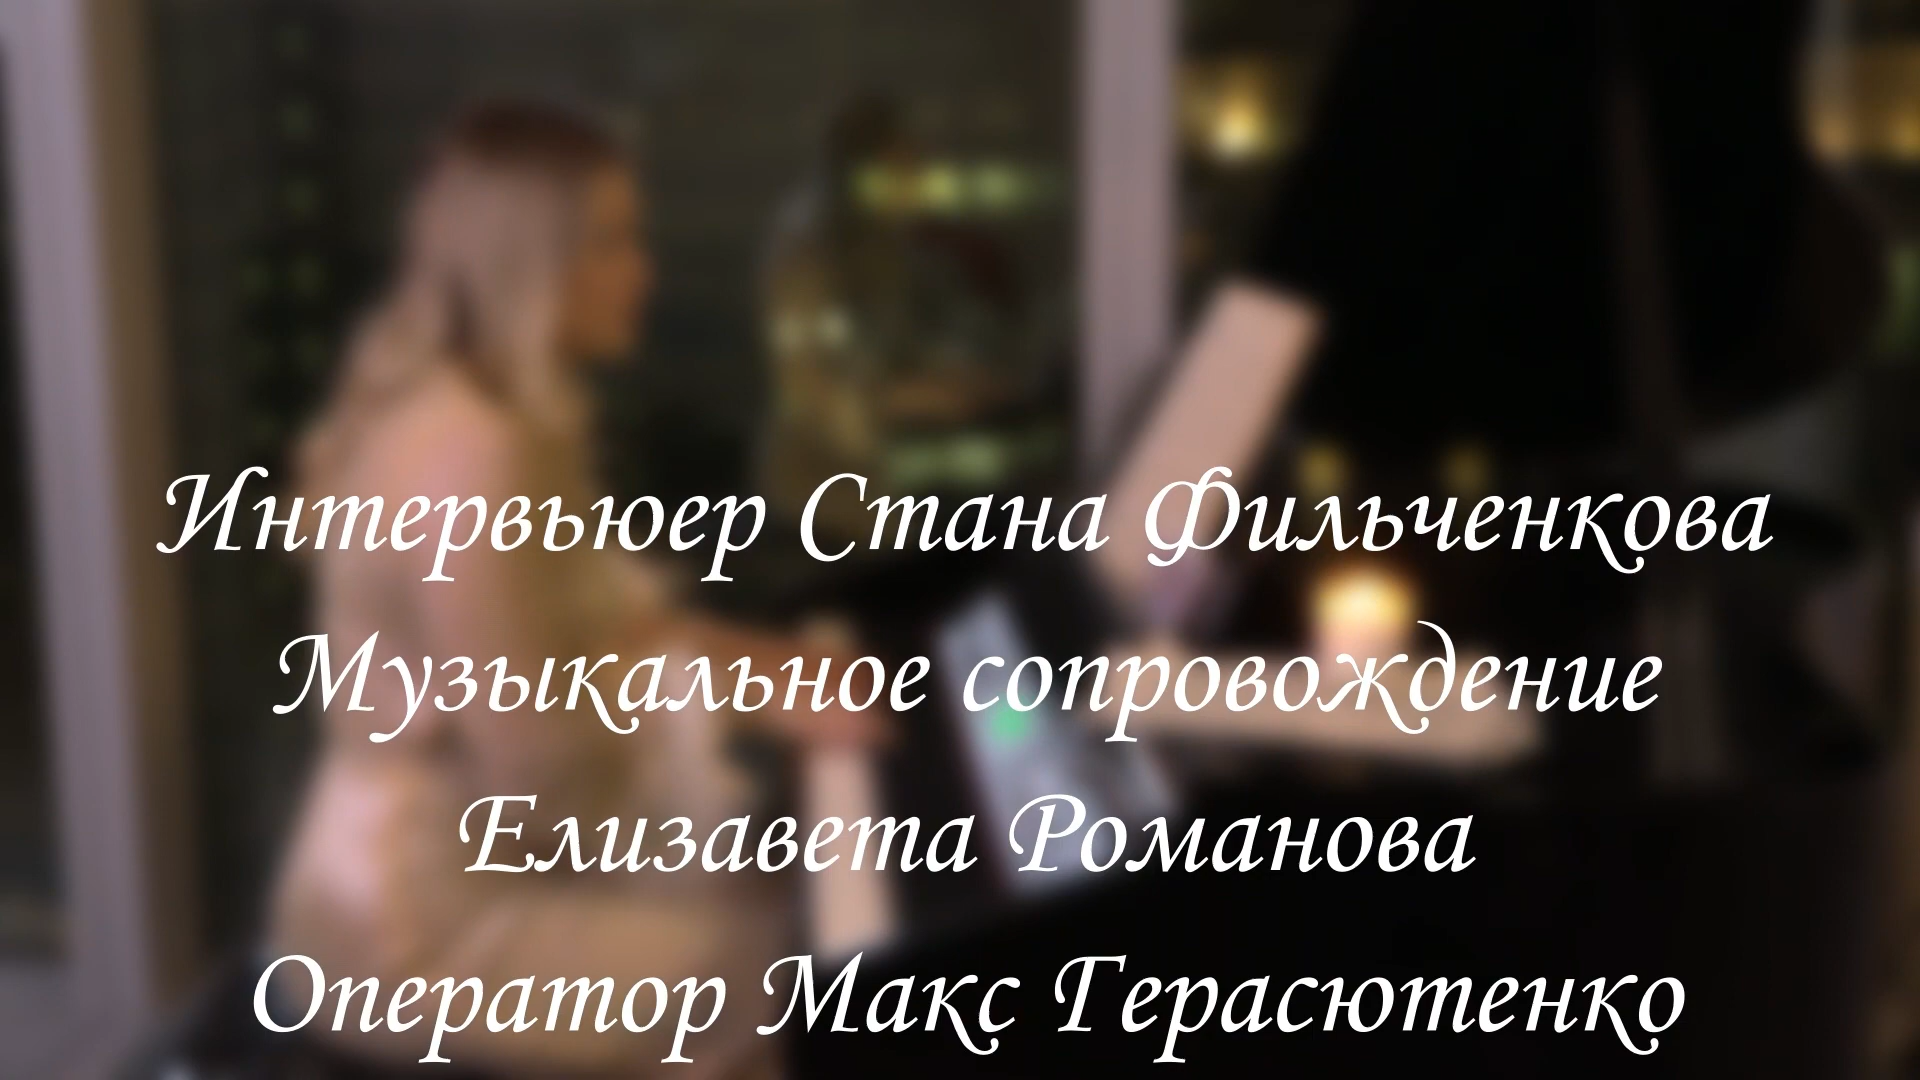 Интервьюер Стана Фильченкова
Музыкальное сопровождение
Елизавета Романова
Оператор Макс Герасютенко